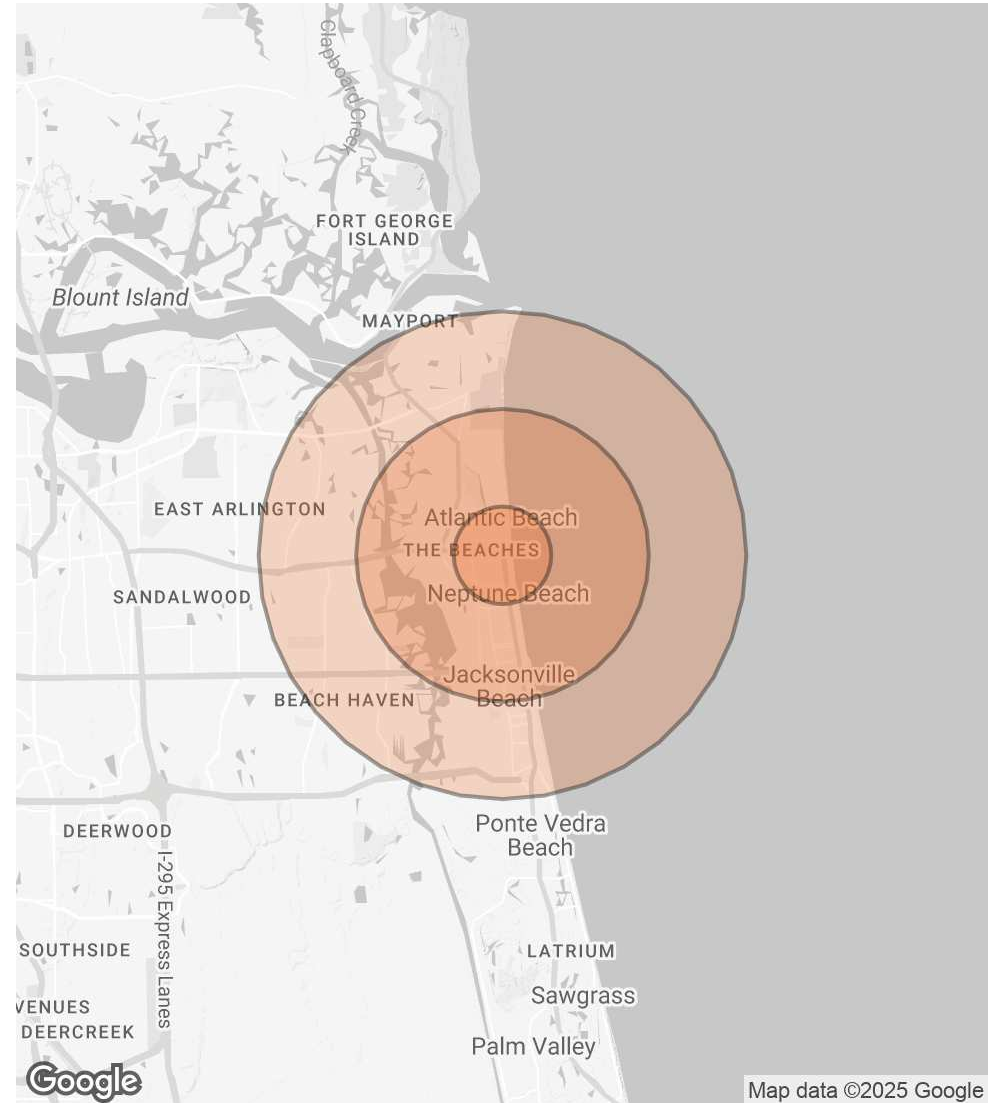 Clapboard Creek
FORT GEORGE
ISLAND
Blount Island
MAYPORT
EAST ARLINGTON
Atlantic Beach
THE BEACHES
SANDALWOOD
Neptune Beach
Jacksonville
Beach
BEACH HAVEN
Ponte Vedra
Beach
DEERWOOD
I-295 Express Lanes
SOUTHSIDE
LATRIUM
Sawgrass
VENUES
DEERCREEK
Palm Valley
Google
Map data ©2025 Google